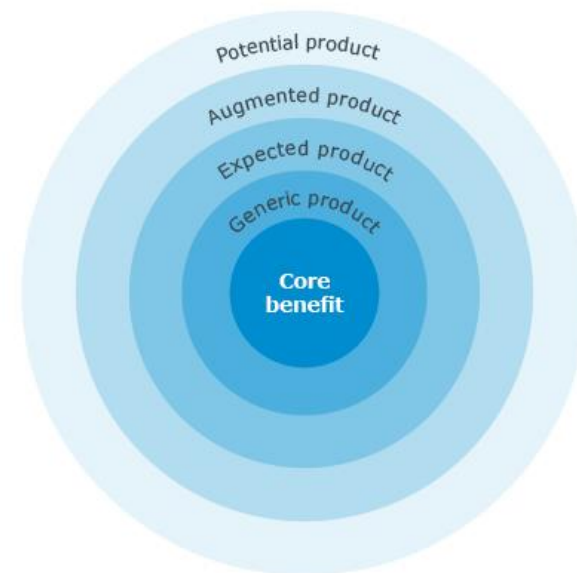 Potential product
Augmented product
Expected product
Generic product
Core
benefit